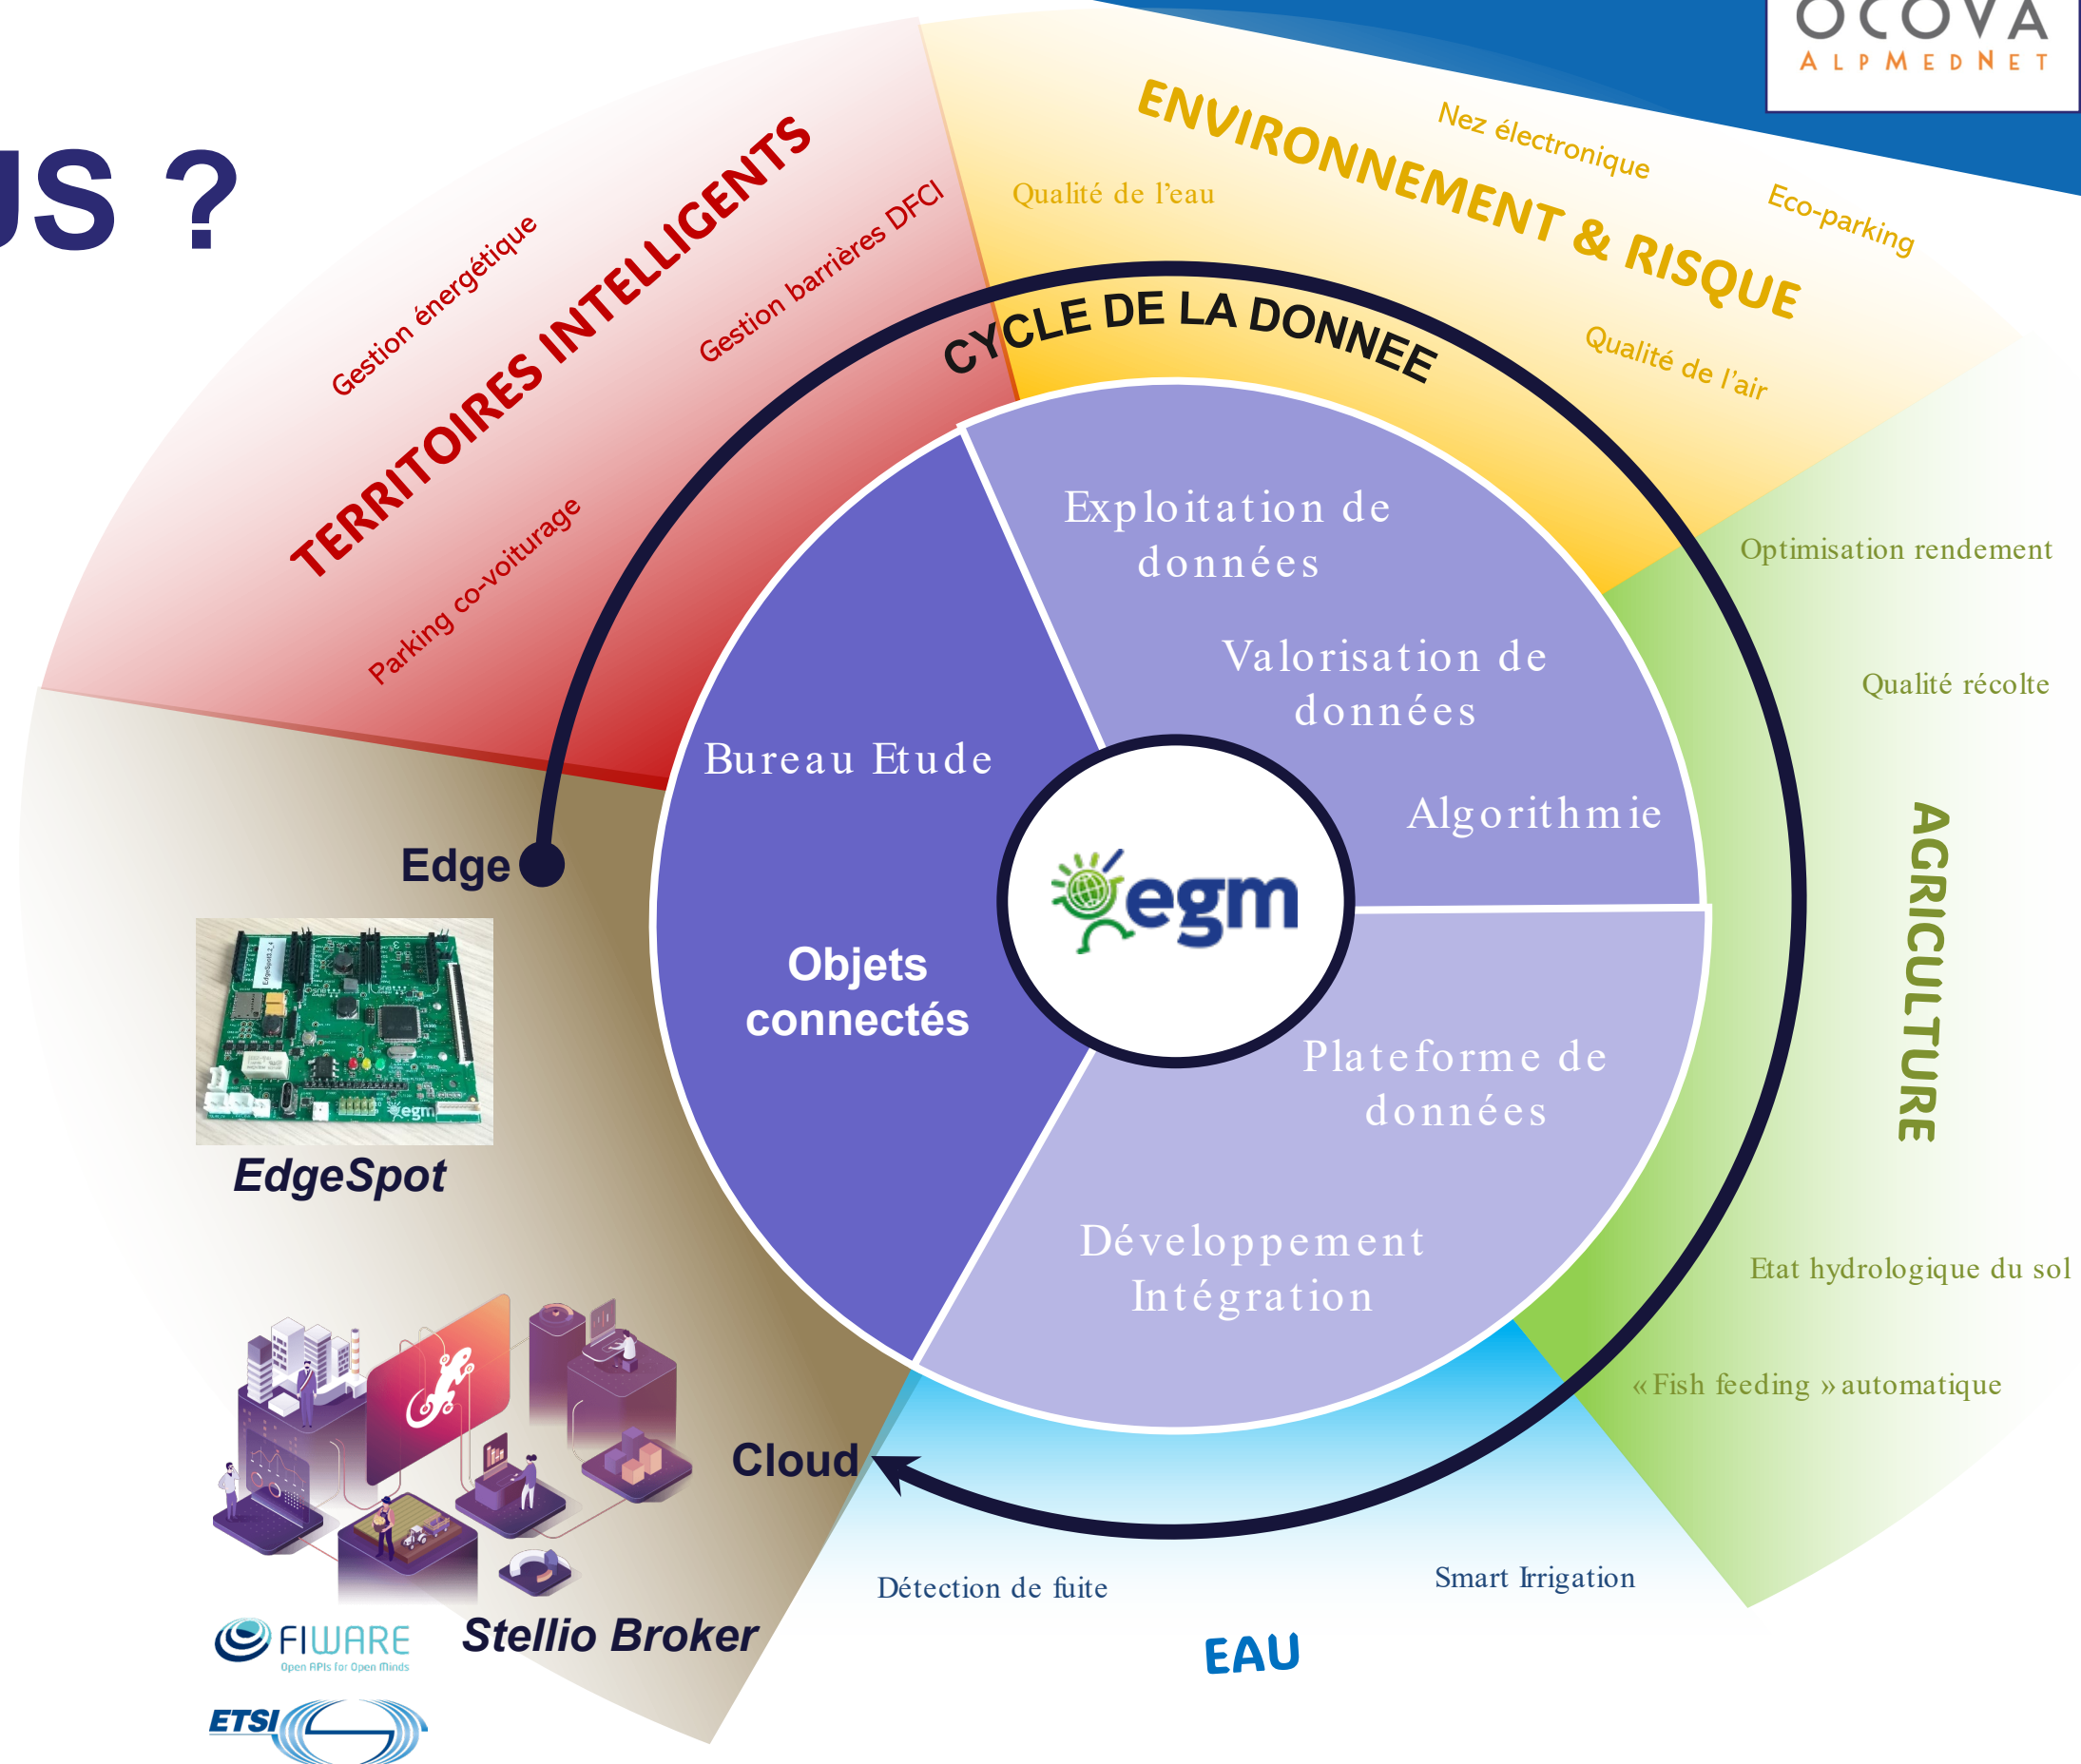 OCOVA
ALPMEDNET
US ?
TERRITOIRES INTELLIGENTS
Gestion énergétique
Gestion barrières DFCI
Parking co-voiturage
ENVIRONNEMENT & RISQUE
Nez électronique
Eco-parking
Qualité de l'eau
Qualité de l'air
CYCLE DE LA DONNEE
Exploitation de
données
Valorisation de
données
Algorithmie
Bureau Etude
Objets
connectés
egm
Plateforme de
données
Développement
Intégration
Optimisation rendement
Qualité récolte
AGRICULTURE
Etat hydrologique du sol
« Fish feeding » automatique
Edge
egm
EdgeSpot
Cloud
Stellio Broker
FIWARE
Open APIs for Open Minds
ETSI
Détection de fuite
Smart Irrigation
EAU